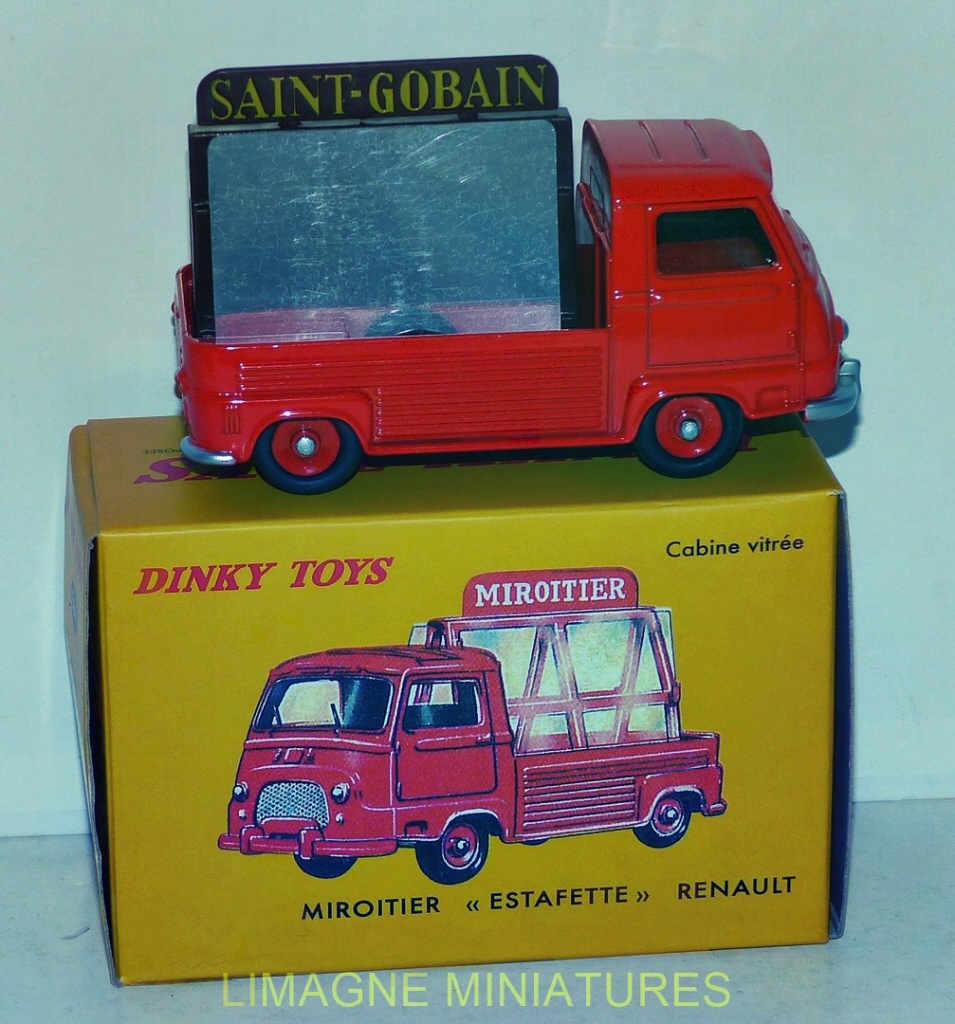 SAINT-GOBAIN
DINKY TOYS
Cabine vitrée
MIROITIER
MIROITIER « ESTAFETTE » RENAULT
LIMAGNE MINIATURES